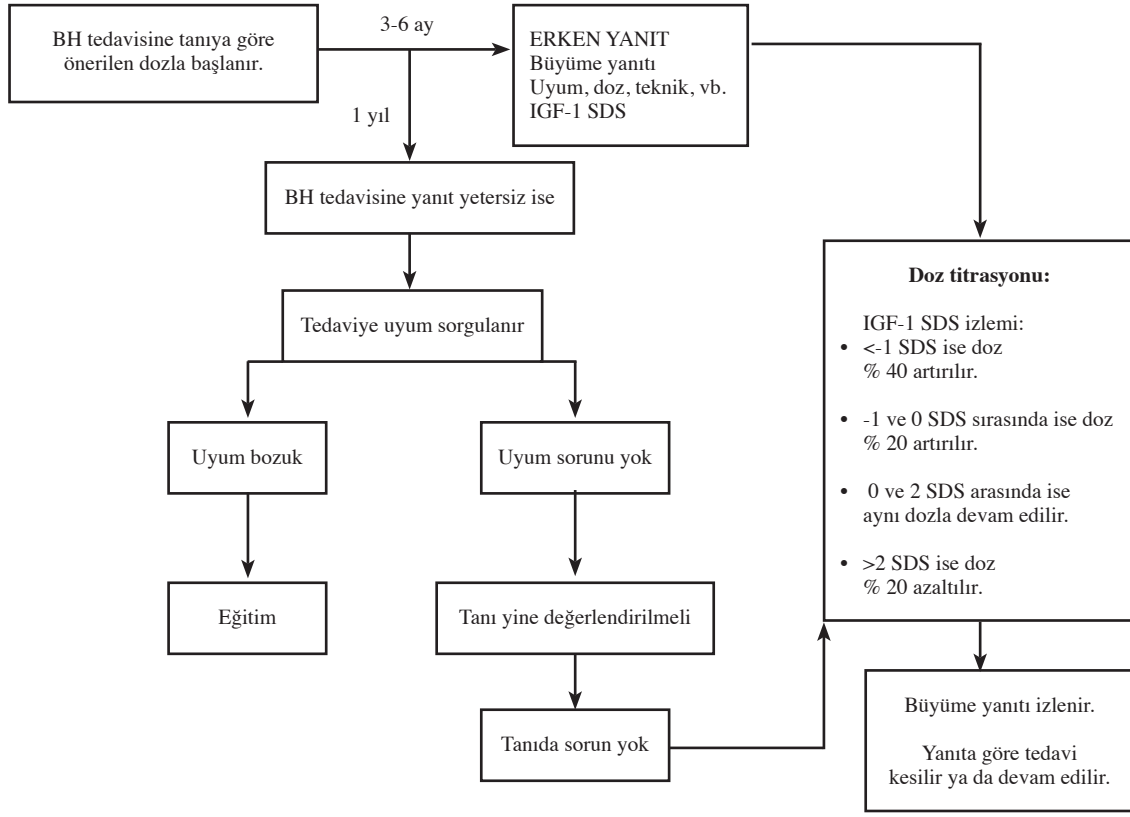 BH tedavisine tanıya göre
önerilen dozla başlanır.
3-6 ay
ERKEN YANIT
Büyüme yanıtı
Uyum, doz, teknik, vb.
IGF-1 SDS
1 yıl
BH tedavisine yanıt yetersiz ise
Tedaviye uyum sorgulanır
Uyum bozuk
Uyum sorunu yok
Eğitim
Tanı yine değerlendirilmeli
Tanıda sorun yok
Doz titrasyonu:
IGF-1 SDS izlemi:
• <-1 SDS ise doz
% 40 artırılır.
• -1 ve 0 SDS sırasında ise doz
% 20 artırılır.
• 0 ve 2 SDS arasında ise
aynı dozla devam edilir.
• >2 SDS ise doz
% 20 azaltılır.
Büyüme yanıtı izlenir.
Yanıta göre tedavi
kesilir ya da devam edilir.